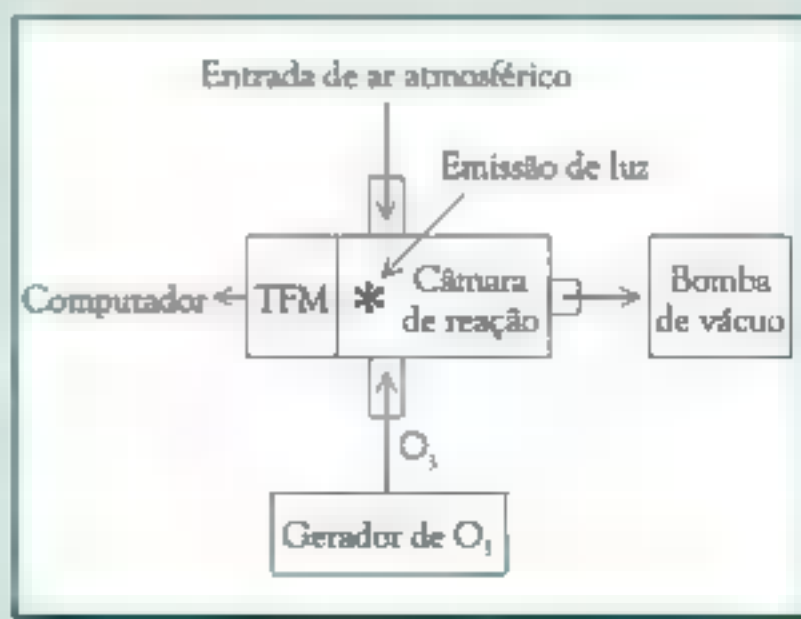 Entrada de ar atmosférico
Emissão de luz
Computador
TFM
*
Câmara
de reação
Bomba
de vácuo
O₃
Gerador de O₃